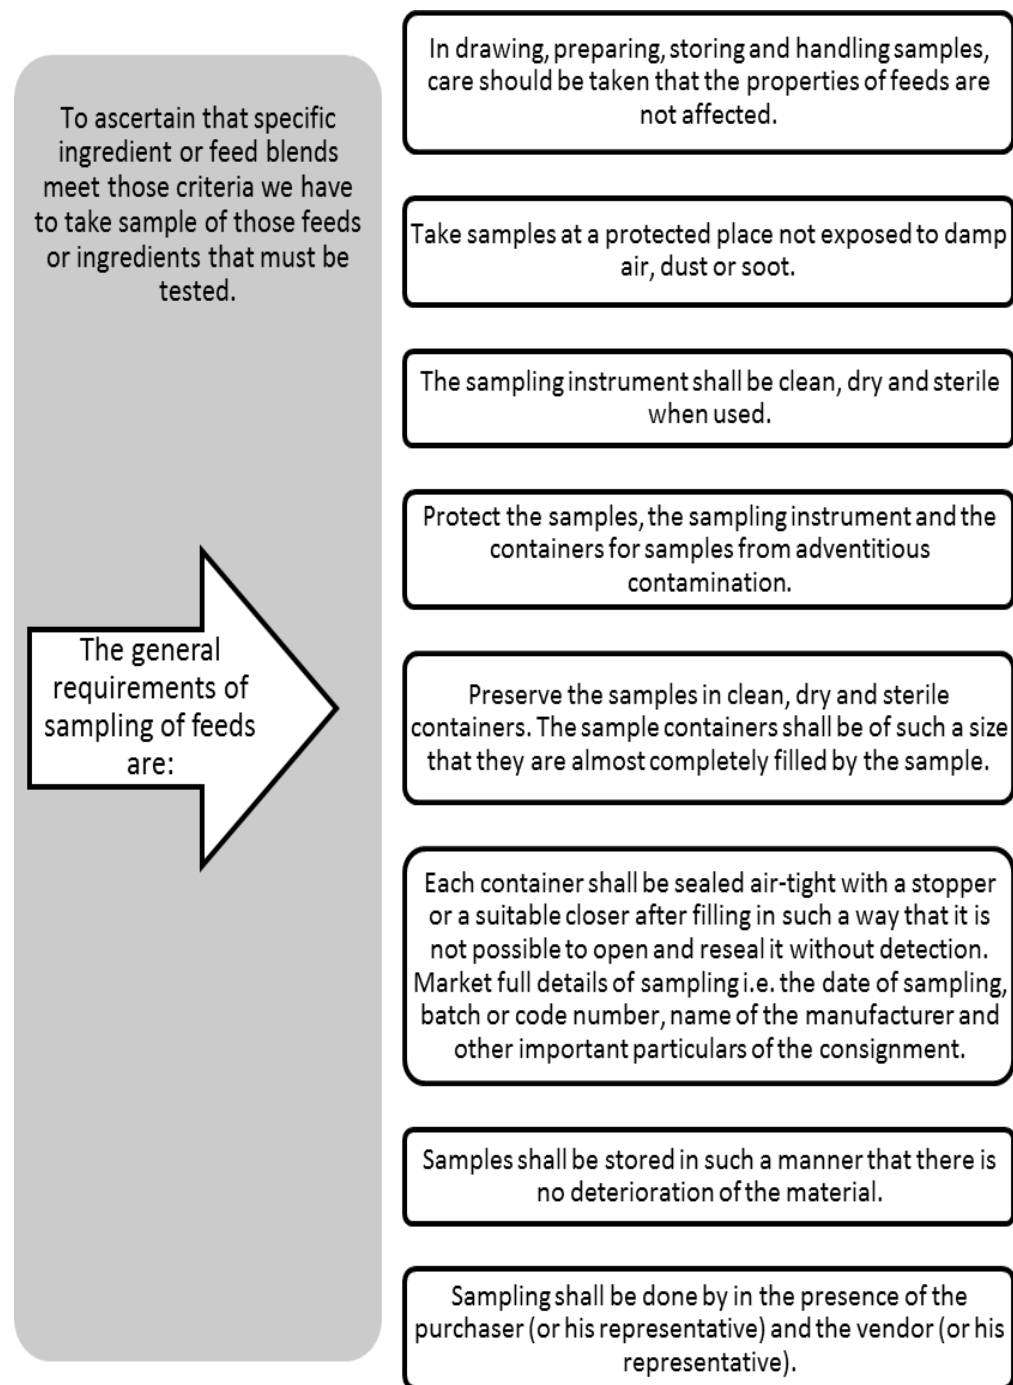 To ascertain that specific
ingredient or feed blends
meet those criteria we have
to take sample of those feeds
or ingredients that must be
tested.
The general
requirements of
sampling of feeds
are:
In drawing, preparing, storing and handling samples,
care should be taken that the properties of feeds are
not affected.
Take samples at a protected place not exposed to damp
air, dust or soot.
The sampling instrument shall be clean, dry and sterile
when used.
Protect the samples, the sampling instrument and the
containers for samples from adventitious
contamination.
Preserve the samples in clean, dry and sterile
containers. The sample containers shall be of such a size
that they are almost completely filled by the sample.
Each container shall be sealed air-tight with a stopper
or a suitable closer after filling in such a way that it is
not possible to open and reseal it without detection.
Market full details of sampling i.e. the date of sampling,
batch or code number, name of the manufacturer and
other important particulars of the consignment.
Samples shall be stored in such a manner that there is
no deterioration of the material.
Sampling shall be done by in the presence of the
purchaser (or his representative) and the vendor (or his
representative).